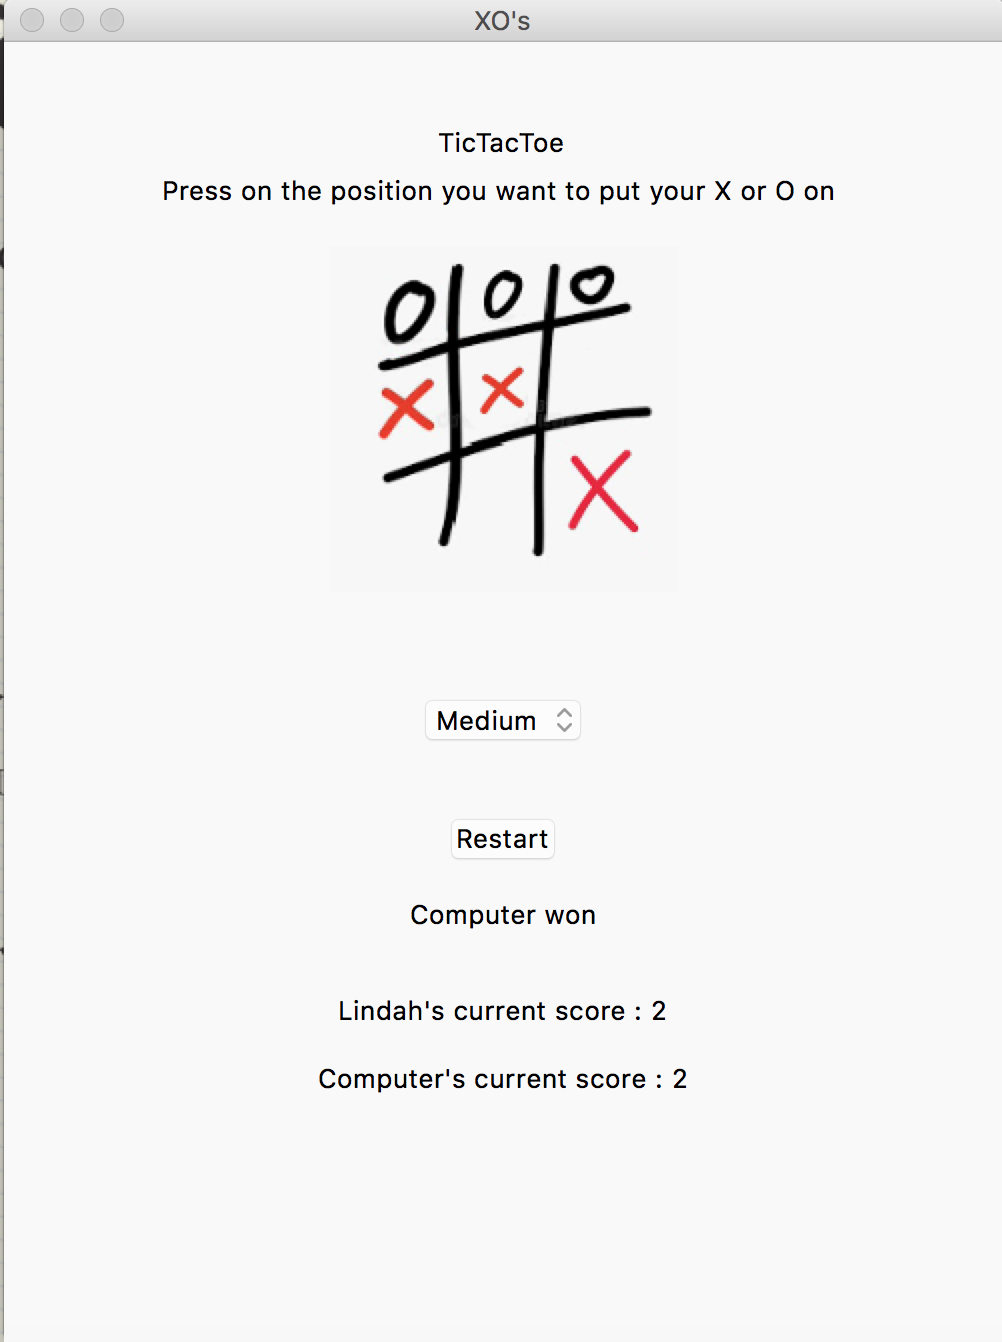 XO's
TicTacToe
Press on the position you want to put your X or O on
O O O
X X
X
Medium
Restart
Computer won
Lindah's current score : 2
Computer's current score : 2